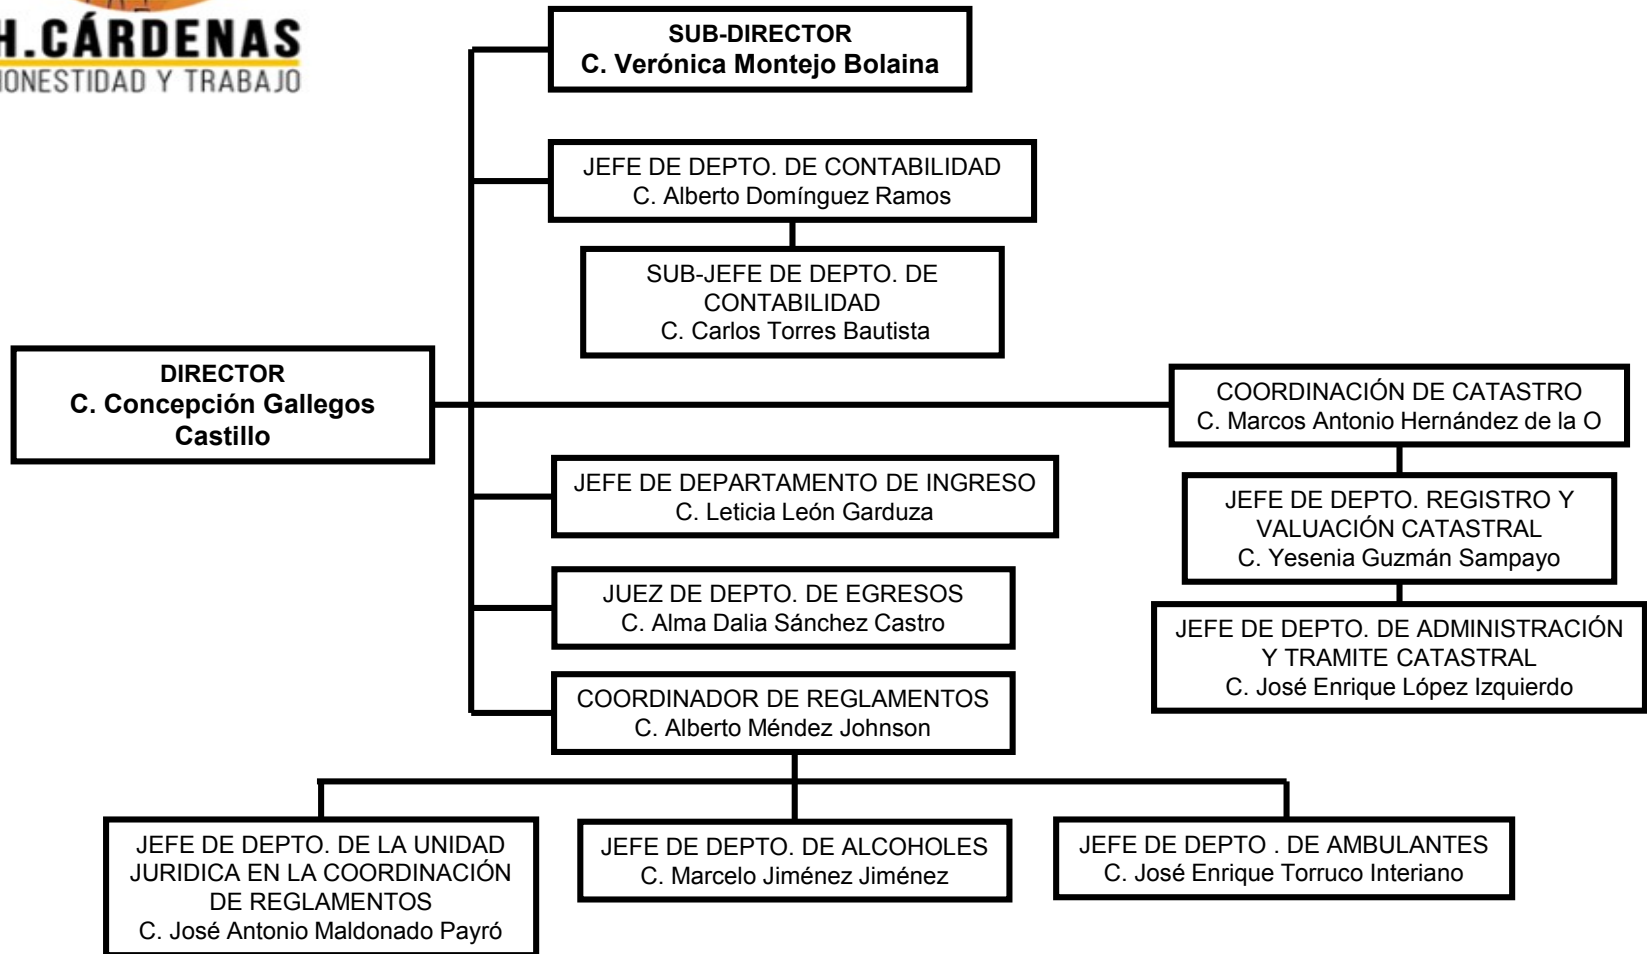 H.CÁRDENAS
HONESTIDAD Y TRABAJO
SUB-DIRECTOR
C. Verónica Montejo Bolaina
JEFE DE DEPTO. DE CONTABILIDAD
C. Alberto Domínguez Ramos
SUB-JEFE DE DEPTO. DE
CONTABILIDAD
C. Carlos Torres Bautista
DIRECTOR
C. Concepción Gallegos
Castillo
COORDINACIÓN DE CATASTRO
C. Marcos Antonio Hernández de la O
JEFE DE DEPTO. REGISTRO Y
VALUACIÓN CATASTRAL
C. Yesenia Guzmán Sampayo
JEFE DE DEPTO. DE ADMINISTRACIÓN
Y TRAMITE CATASTRAL
C. José Enrique López Izquierdo
JEFE DE DEPARTAMENTO DE INGRESO
C. Leticia León Garduza
JUEZ DE DEPTO. DE EGRESOS
C. Alma Dalia Sánchez Castro
COORDINADOR DE REGLAMENTOS
C. Alberto Méndez Johnson
JEFE DE DEPTO. DE LA UNIDAD
JURIDICA EN LA COORDINACIÓN
DE REGLAMENTOS
C. José Antonio Maldonado Payró
JEFE DE DEPTO. DE ALCOHOLES
C. Marcelo Jiménez Jiménez
JEFE DE DEPTO . DE AMBULANTES
C. José Enrique Torruco Interiano